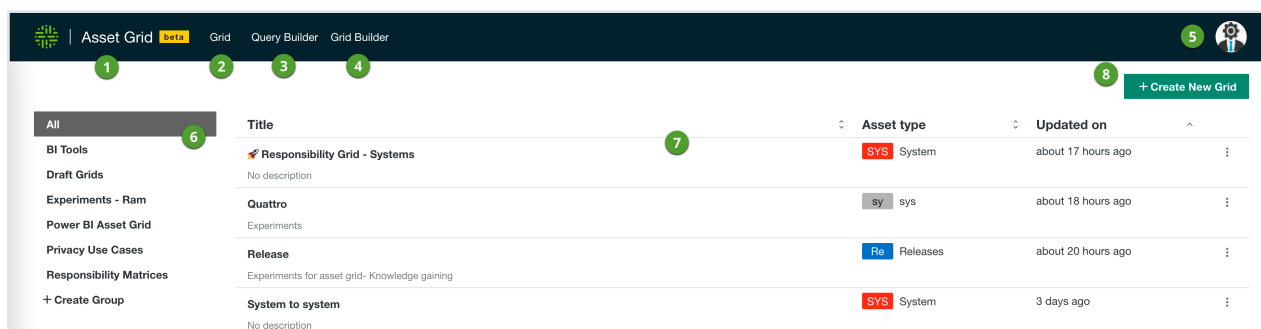 Asset Grid beta Grid Query Builder Grid Builder 5
1 2 3 4
8
+ Create New Grid
All
6
BI Tools
Draft Grids
Experiments - Ram
Power BI Asset Grid
Privacy Use Cases
Responsibility Matrices
+ Create Group
Title Asset type Updated on
7
🚀 Responsibility Grid - Systems SYS System about 17 hours ago
No description
Quattro sy sys about 18 hours ago
Experiments
Release Re Releases about 20 hours ago
Experiments for asset grid- Knowledge gaining
System to system SYS System 3 days ago
No description